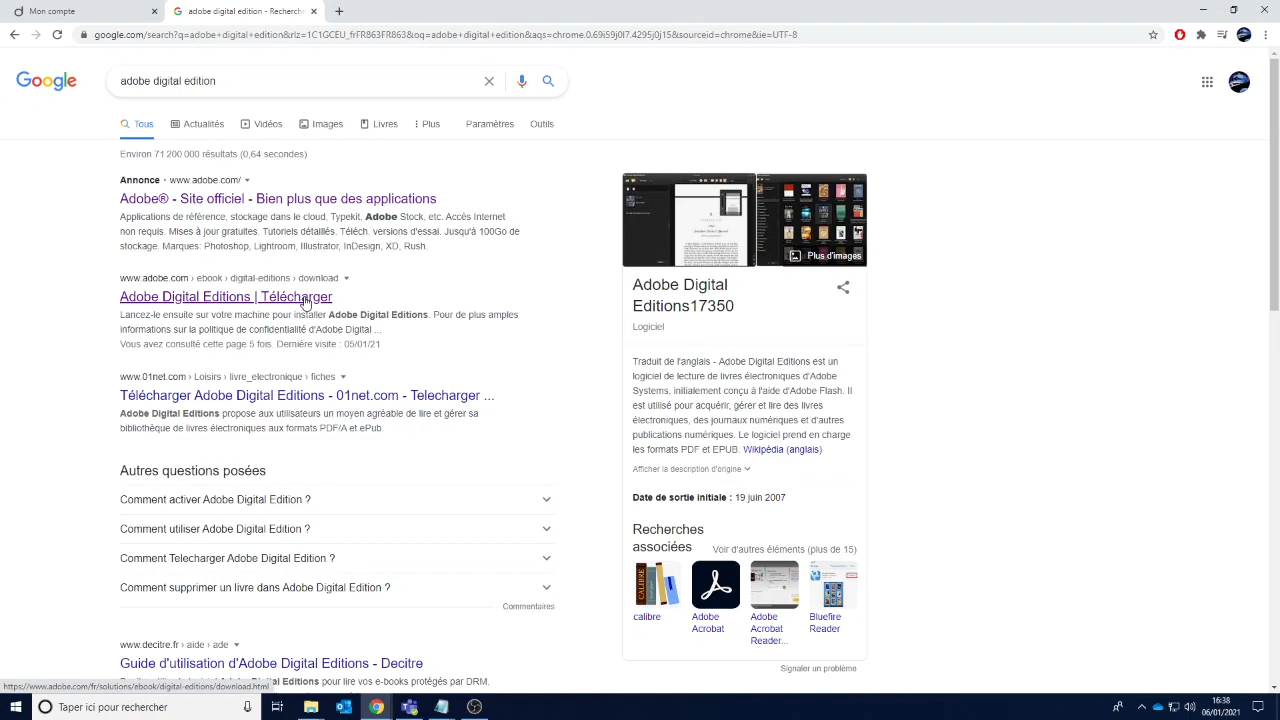 Mon compte
adobe digital edition - Recherche
google.com/search?q=adobe+digital+edition&rlz=1C1GCEU_frFR863FR863&oq=adobe+digital+edition&aqs=chrome.0.69i59j0l7.4295j0j15&sourceid=chrome&ie=UTF-8
Google
adobe digital edition
Tous
Actualités
Vidéos
Images
Livres
Plus
Paramètres
Outils
Environ 71 200 000 résultats (0,64 secondes)
Annonce · www.adobe.com/
Adobe - Site officiel - Bien plus que des applications
Applications de référence, stockage dans le cloud, Typekit, Adobe Stock, etc. Accès Internet
Mises à jour gratuites.
Marques: Photoshop, Lightroom, Illustrator, InDesign, XD, Rush
www.adobe.com › ebook › digital-editions › download
Adobe Digital Editions | Télécharger
Lancez-le ensuite sur votre machine pour installer Adobe Digital Editions. Pour de plus amples
informations sur la politique de confidentialité d'Adobe Digital ...
Vous avez consulté cette page 5 fois. Dernière visite : 05/01/21
www.01net.com › Loisirs › livre_electronique › fiches
Télécharger Adobe Digital Editions - 01net.com - Telecharger ...
Adobe Digital Editions propose aux utilisateurs un moyen agréable de lire et gérer sa
bibliothèque de livres électroniques aux formats PDF/A et ePub.
Autres questions posées
Comment activer Adobe Digital Edition ?
Comment utiliser Adobe Digital Edition ?
Comment Telecharger Adobe Digital Edition ?
Comment supprimer un livre dans Adobe Digital Edition ?
Commentaires
www.decitre.fr › aide › ade
Guide d'utilisation d'Adobe Digital Editions - Decitre
Digital Editions pour lire vos ebooks protégés par DRM.
Plus d'images
Adobe Digital
Editions17350
Logiciel
Traduit de l'anglais - Adobe Digital Editions est un
logiciel de lecture de livres électroniques d'Adobe
Systems, initialement conçu à l'aide d'Adobe Flash. Il
est utilisé pour acquérir, gérer et lire des livres
électroniques, des journaux numériques et d'autres
publications numériques. Le logiciel prend en charge
les formats PDF et EPUB. Wikipédia (anglais)
Afficher la description d'origine
Date de sortie initiale : 19 juin 2007
Recherches
associées
Voir d'autres éléments (plus de 15)
CALIBRE
calibre
Adobe
Acrobat
Adobe
Acrobat
Reader...
Bluefire
Reader
Signaler un problème
https://www.adobe.com/fr/solutions/ebook/digital-editions/download.html
Taper ici pour rechercher
16:38
06/01/2021